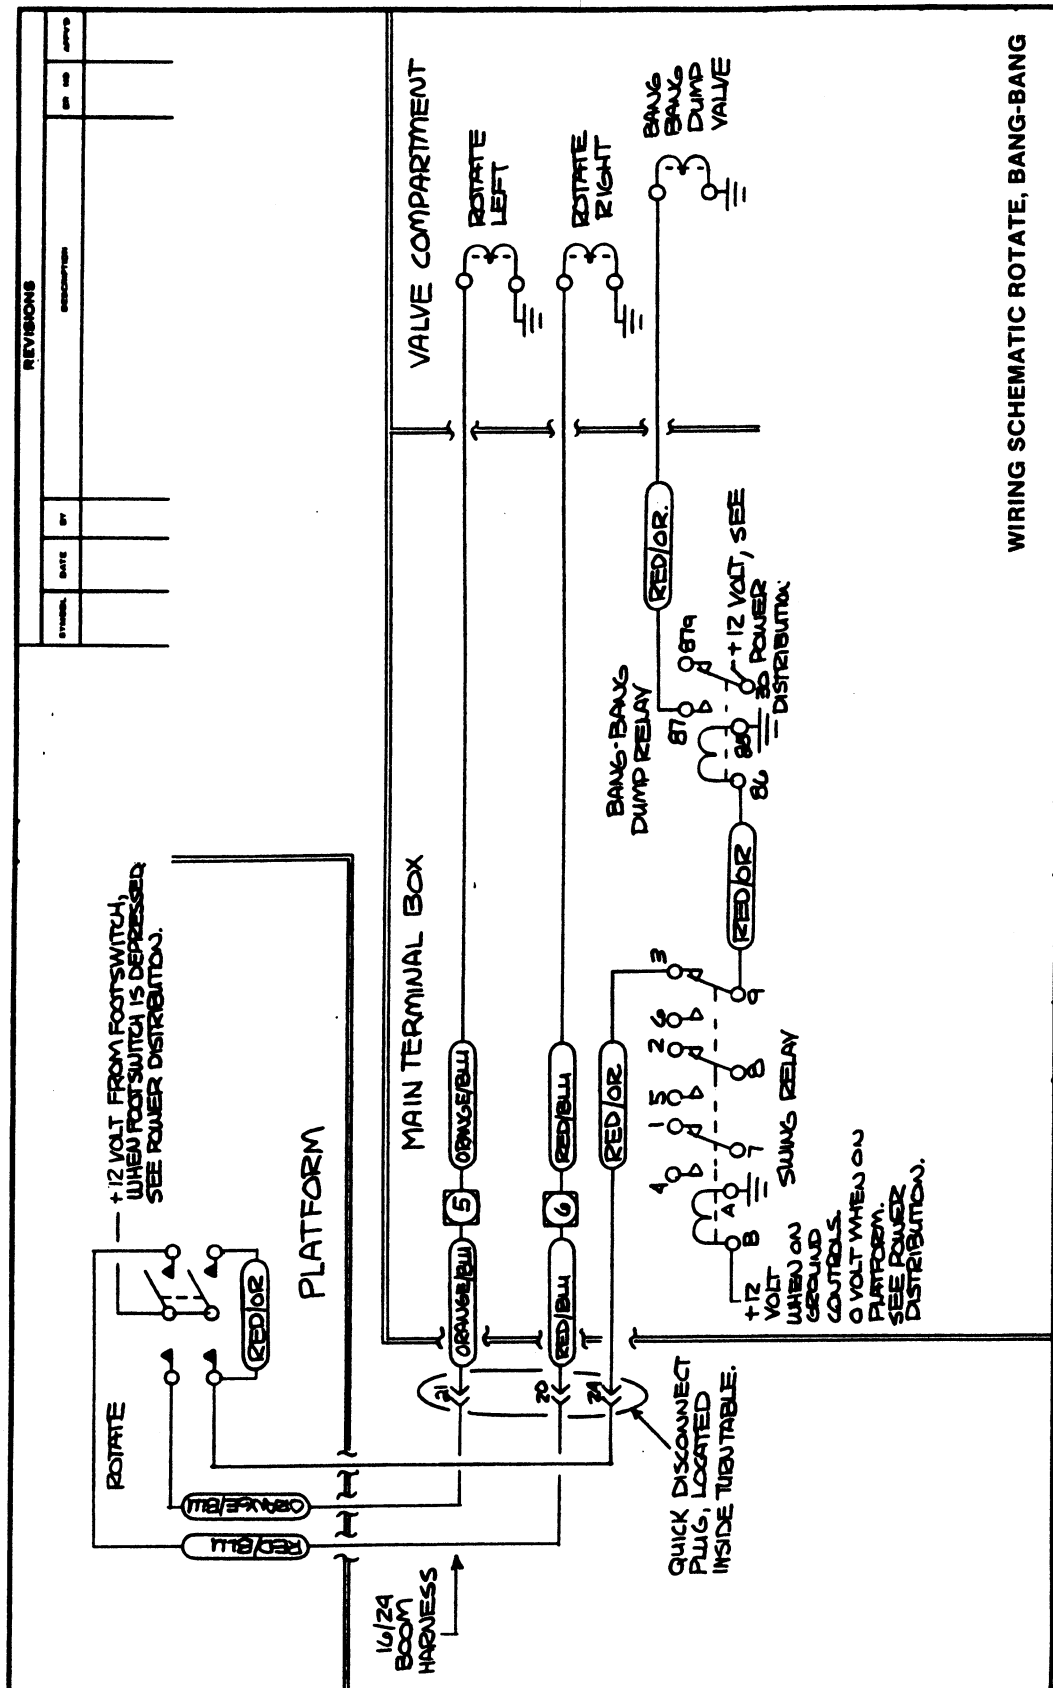 REVISIONS
SYMBOL
DATE
BY
DESCRIPTION
ER NO
APPV'D
+12 VOLT FROM FOOTSWITCH,
WHEN FOOTSWITCH IS DEPRESSED
SEE POWER DISTRIBUTION.
ROTATE
RED/OR
PLATFORM
ORANGE/BLU
RED/BLU
16/24
BOOM
HARNESS
MAIN TERMINAL BOX
VALVE COMPARTMENT
21
ORANGE/BLU
5
ORANGE/BLU
ROTATE
LEFT
20
RED/BLU
6
RED/BLU
ROTATE
RIGHT
24
RED/OR
QUICK DISCONNECT
PLUG, LOCATED
INSIDE TURNTABLE.
BANG-BANG
DUMP RELAY
RED/OR.
BANG
BANG
DUMP
VALVE
4
1
5
2
6
3
B
A
7
8
9
SWING RELAY
RED/OR
87
87A
86
85
30
+12 VOLT, SEE
POWER
DISTRIBUTION.
+12
VOLT
WHEN ON
GROUND
CONTROLS.
0 VOLT WHEN ON
PLATFORM.
SEE POWER
DISTRIBUTION.
WIRING SCHEMATIC ROTATE, BANG-BANG